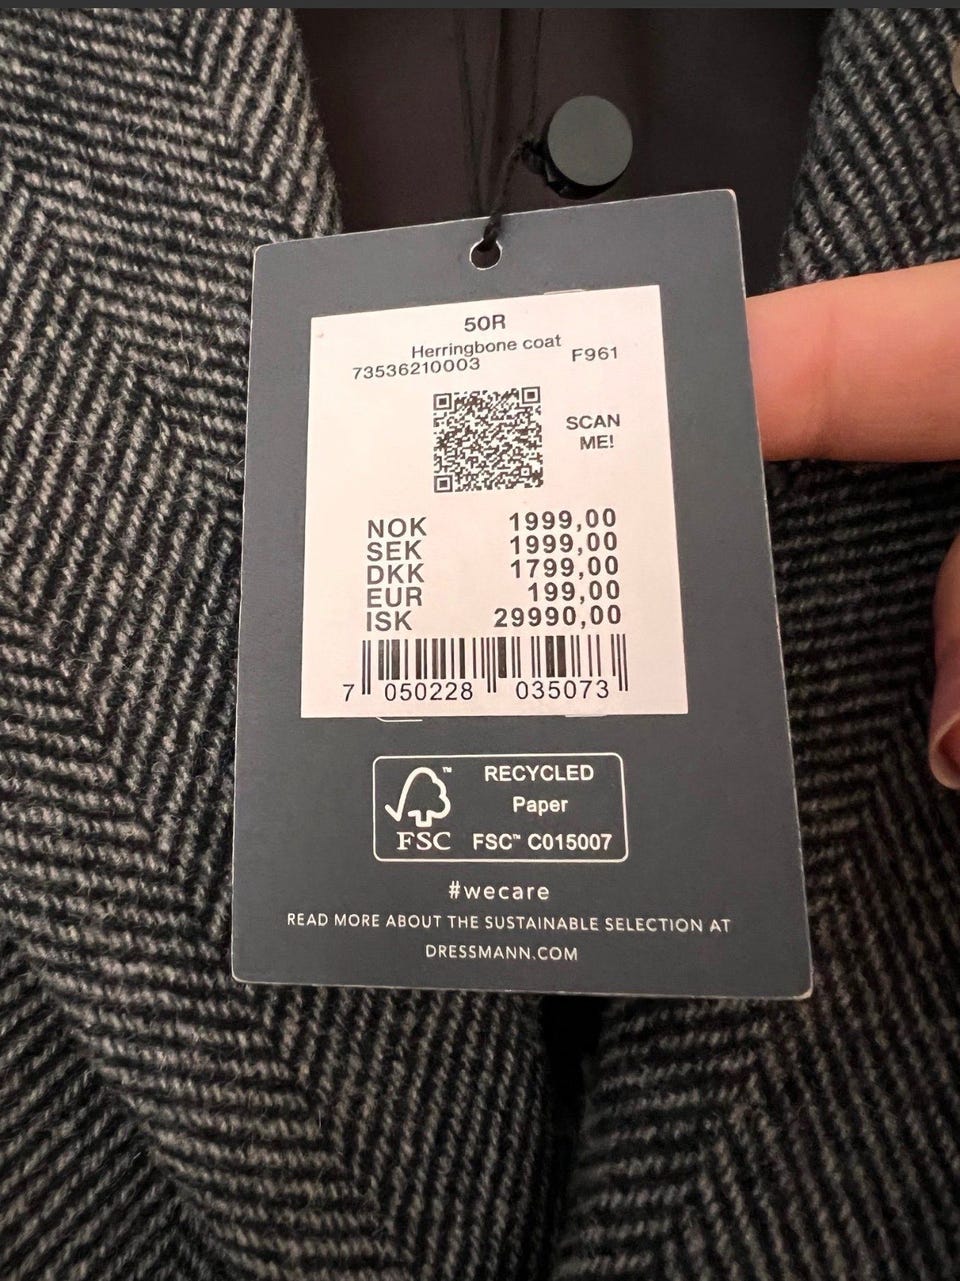 50R
Herringbone coat
73536210003 F961
SCAN
ME!
NOK 1999,00
SEK 1999,00
DKK 1799,00
EUR 199,00
ISK 29990,00
7 050228 035073
FSC™
RECYCLED
Paper
FSC™ C015007
#wecare
READ MORE ABOUT THE SUSTAINABLE SELECTION AT
DRESSMANN.COM